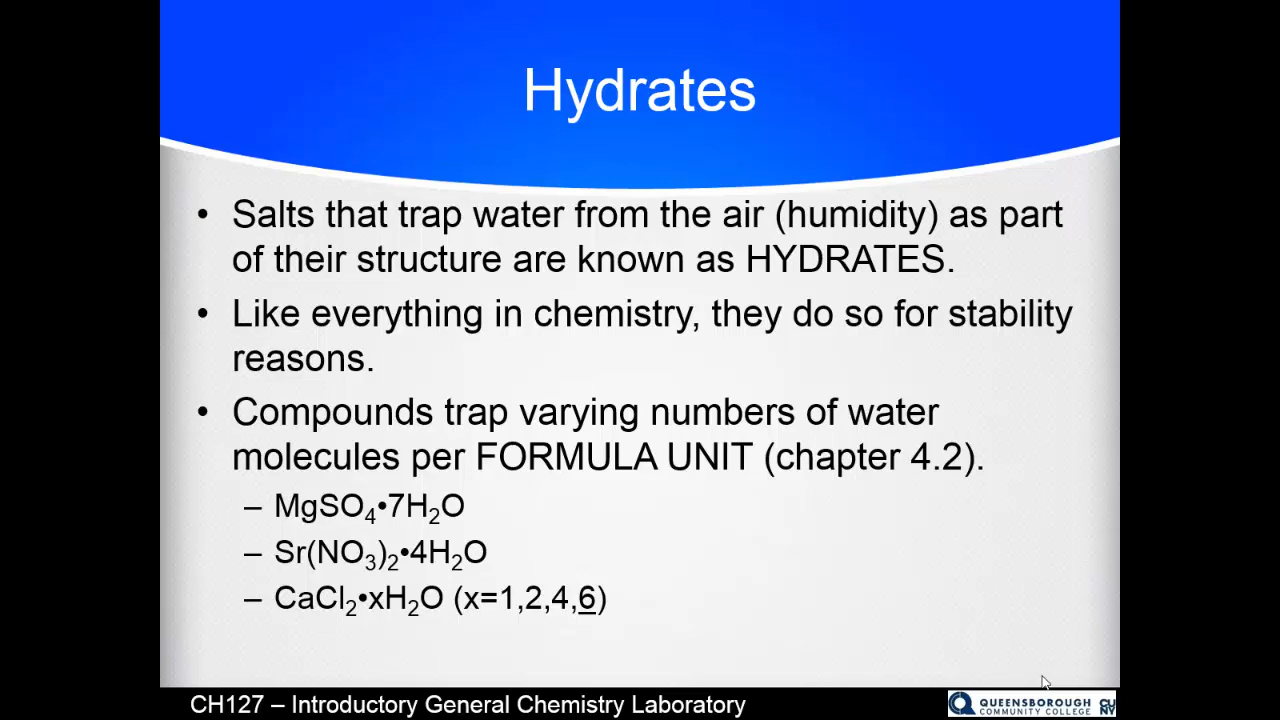 Hydrates
• Salts that trap water from the air (humidity) as part
of their structure are known as HYDRATES.
• Like everything in chemistry, they do so for stability
reasons.
• Compounds trap varying numbers of water
molecules per FORMULA UNIT (chapter 4.2).
– MgSO₄•7H₂O
– Sr(NO₃)₂•4H₂O
– CaCl₂•xH₂O (x=1,2,4,6)
CH127 – Introductory General Chemistry Laboratory
QUEENSBOROUGH
COMMUNITY COLLEGE
CU
NY